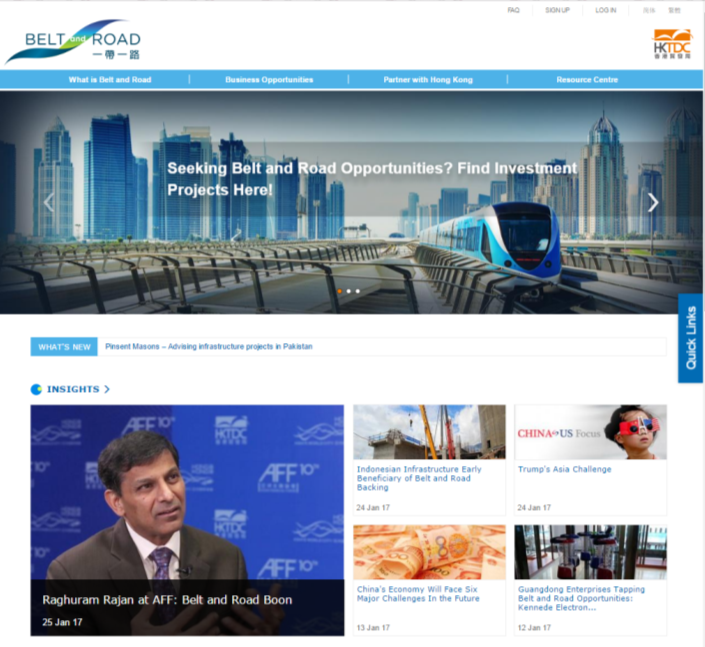 FAQ SIGN UP LOG IN 简体 繁體
BELT and ROAD
一帶一路
HKTDC
香港貿發局
What is Belt and Road Business Opportunities Partner with Hong Kong Resource Centre
Seeking Belt and Road Opportunities? Find Investment
Projects Here!
Quick Links
WHAT'S NEW Pinsent Masons – Advising infrastructure projects in Pakistan
INSIGHTS
AFF 10
HKTDC
AFF 10
HKTDC
AFF 10
Raghuram Rajan at AFF: Belt and Road Boon
25 Jan 17
Indonesian Infrastructure Early
Beneficiary of Belt and Road
Backing
24 Jan 17
CHINA US Focus
Trump's Asia Challenge
24 Jan 17
China's Economy Will Face Six
Major Challenges In the Future
13 Jan 17
Guangdong Enterprises Tapping
Belt and Road Opportunities:
Kennede Electron...
12 Jan 17